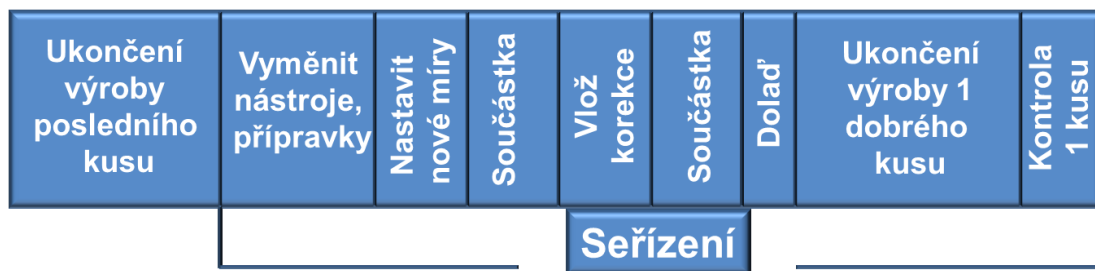 Ukončení
výroby
posledního
kusu
Vyměnit
nástroje,
přípravky
Nastavit
nové míry
Součástka
Vlož
korekce
Součástka
Dolaď
Ukončení
výroby 1
dobrého
kusu
Kontrola
1 kusu
Seřízení